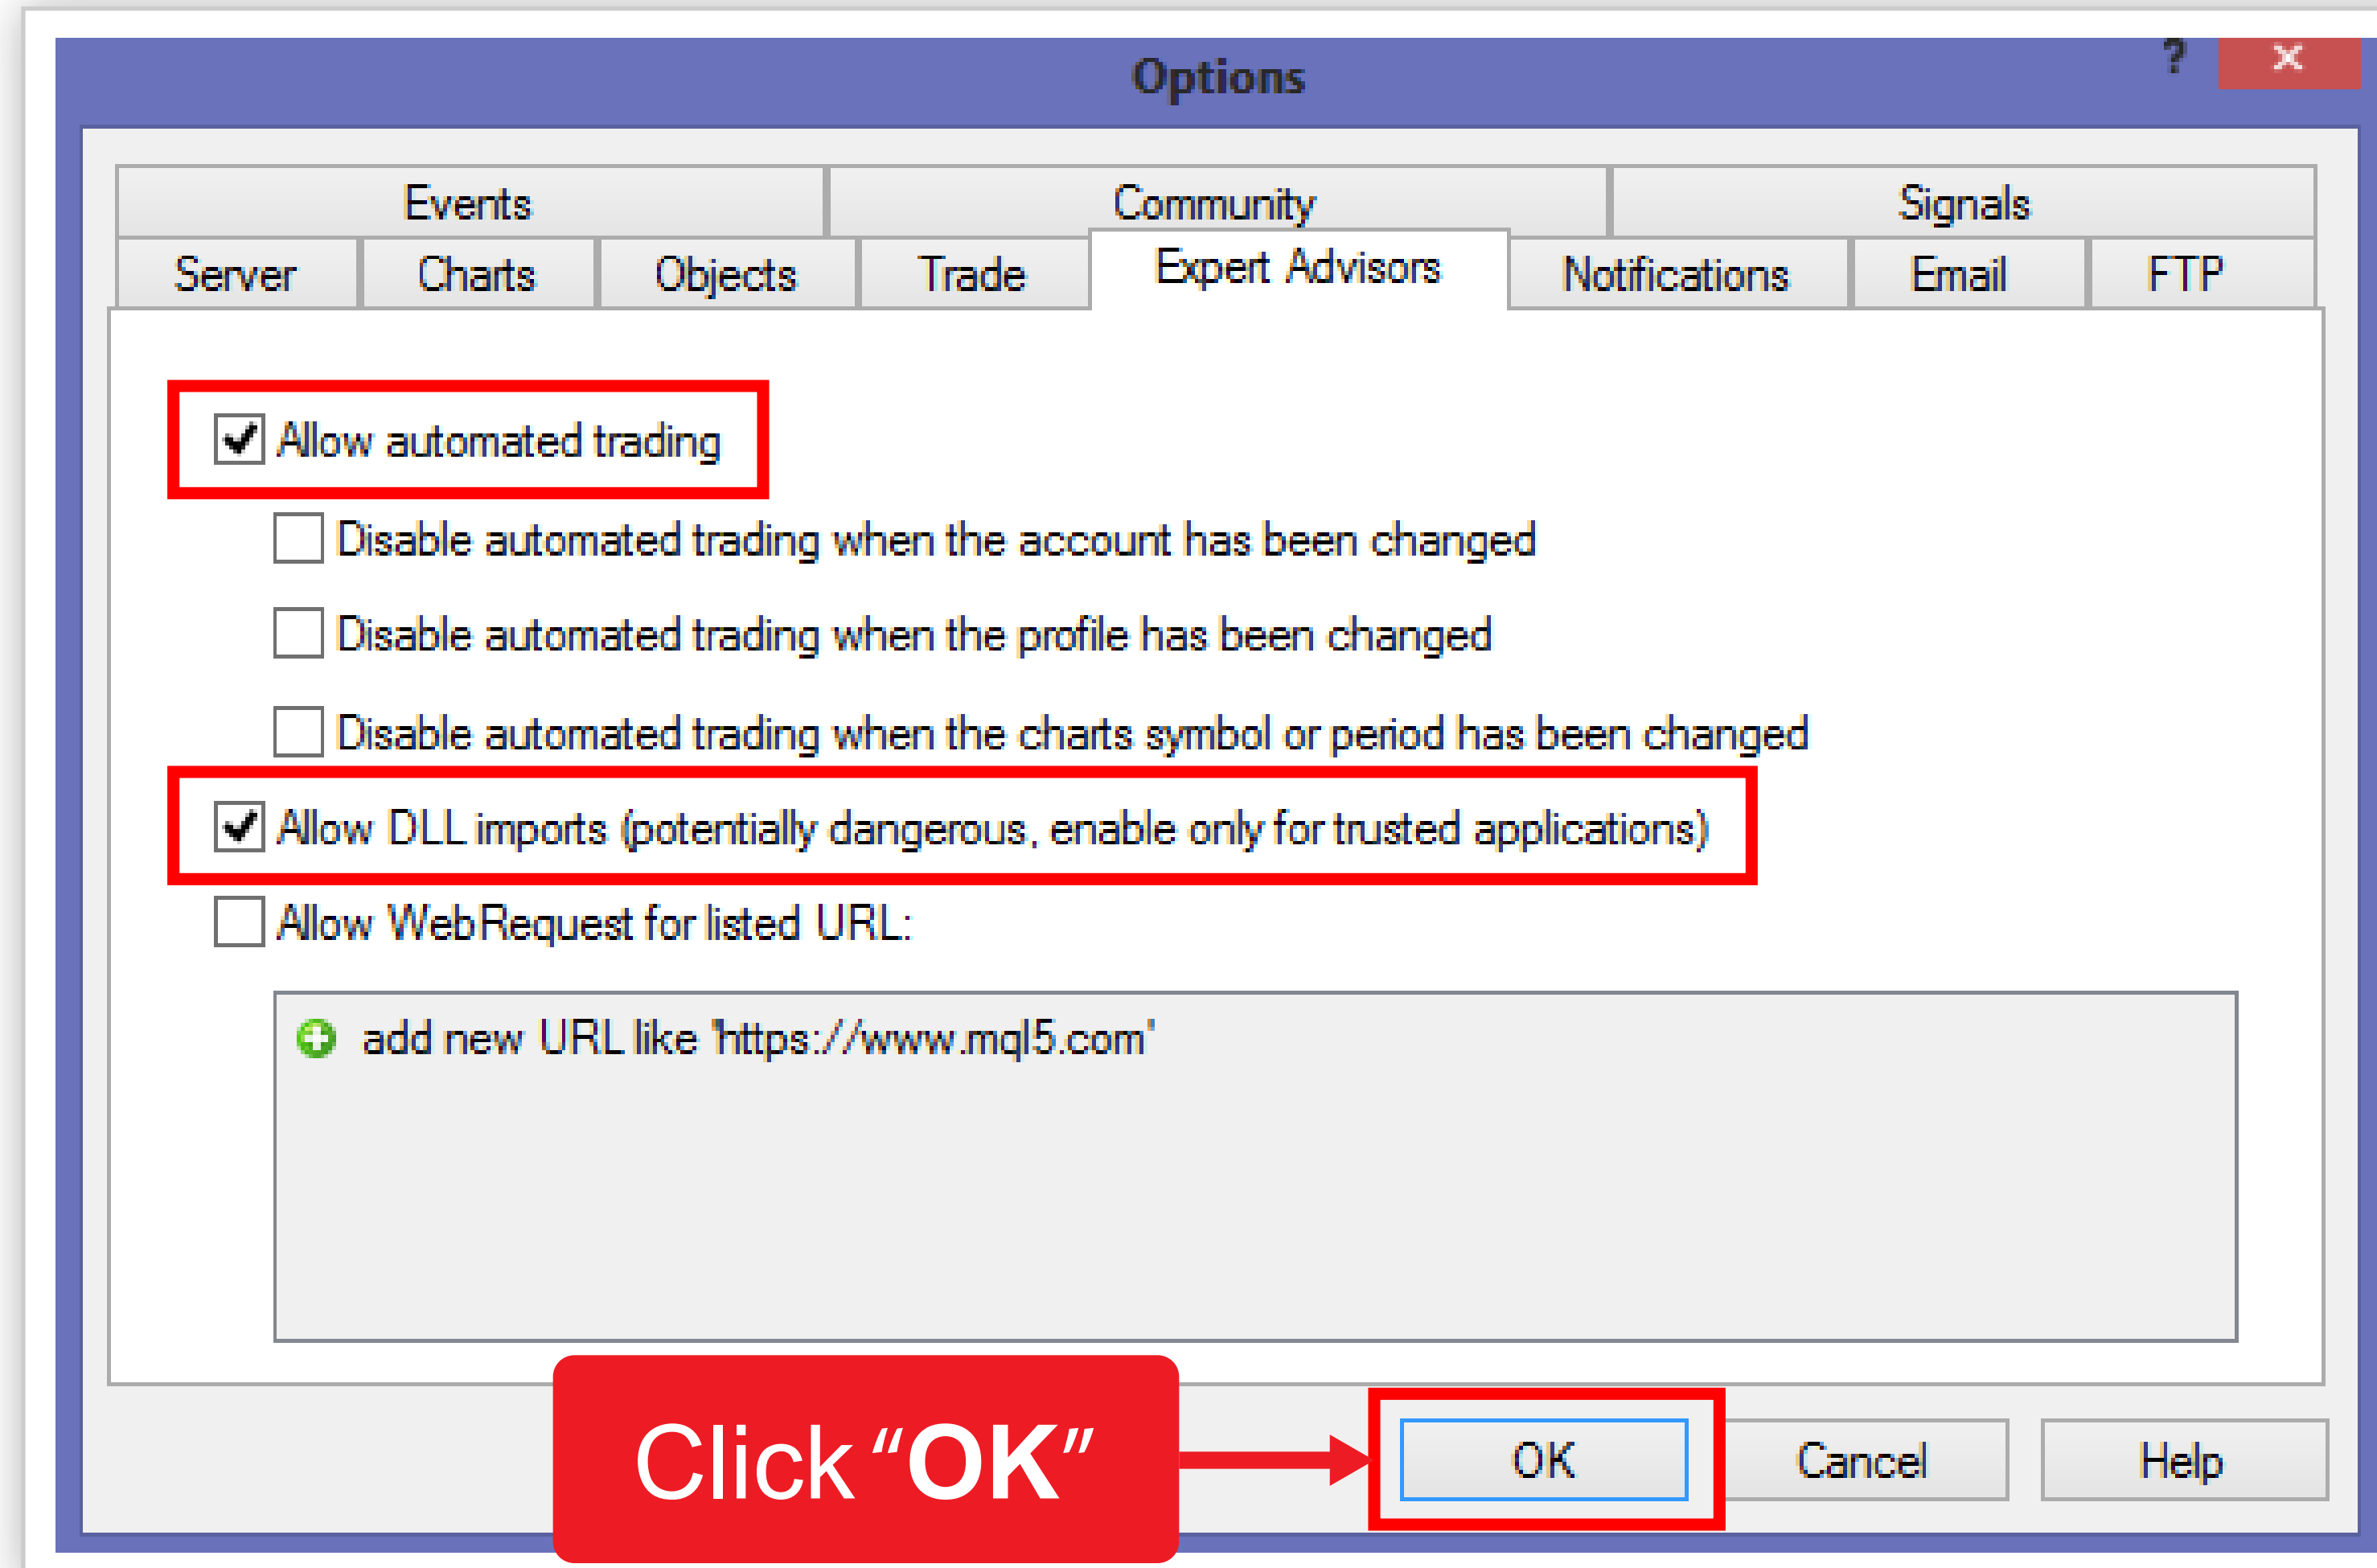 Options
?
Events Community Signals
Server Charts Objects Trade Expert Advisors Notifications Email FTP
Allow automated trading
Disable automated trading when the account has been changed
Disable automated trading when the profile has been changed
Disable automated trading when the charts symbol or period has been changed
Allow DLL imports (potentially dangerous, enable only for trusted applications)
Allow WebRequest for listed URL:
add new URL like 'https://www.mql5.com'
Click “OK”
OK Cancel Help